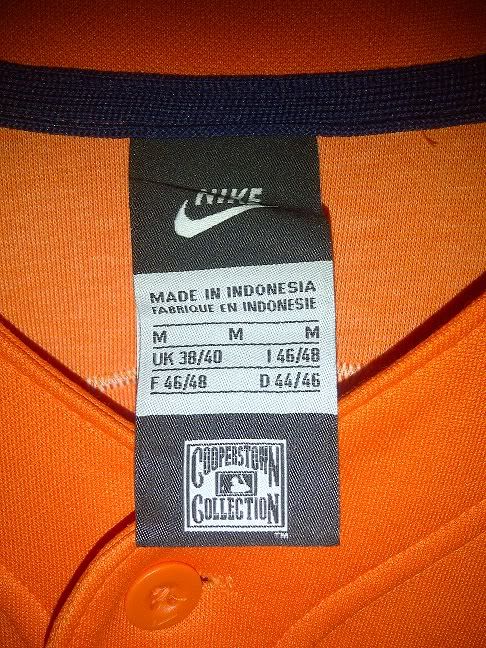 NIKE
MADE IN INDONESIA
FABRIQUE EN INDONESIE
M M M
UK 38/40 I 46/48
F 46/48 D 44/46
COOPERSTOWN
COLLECTION
TM